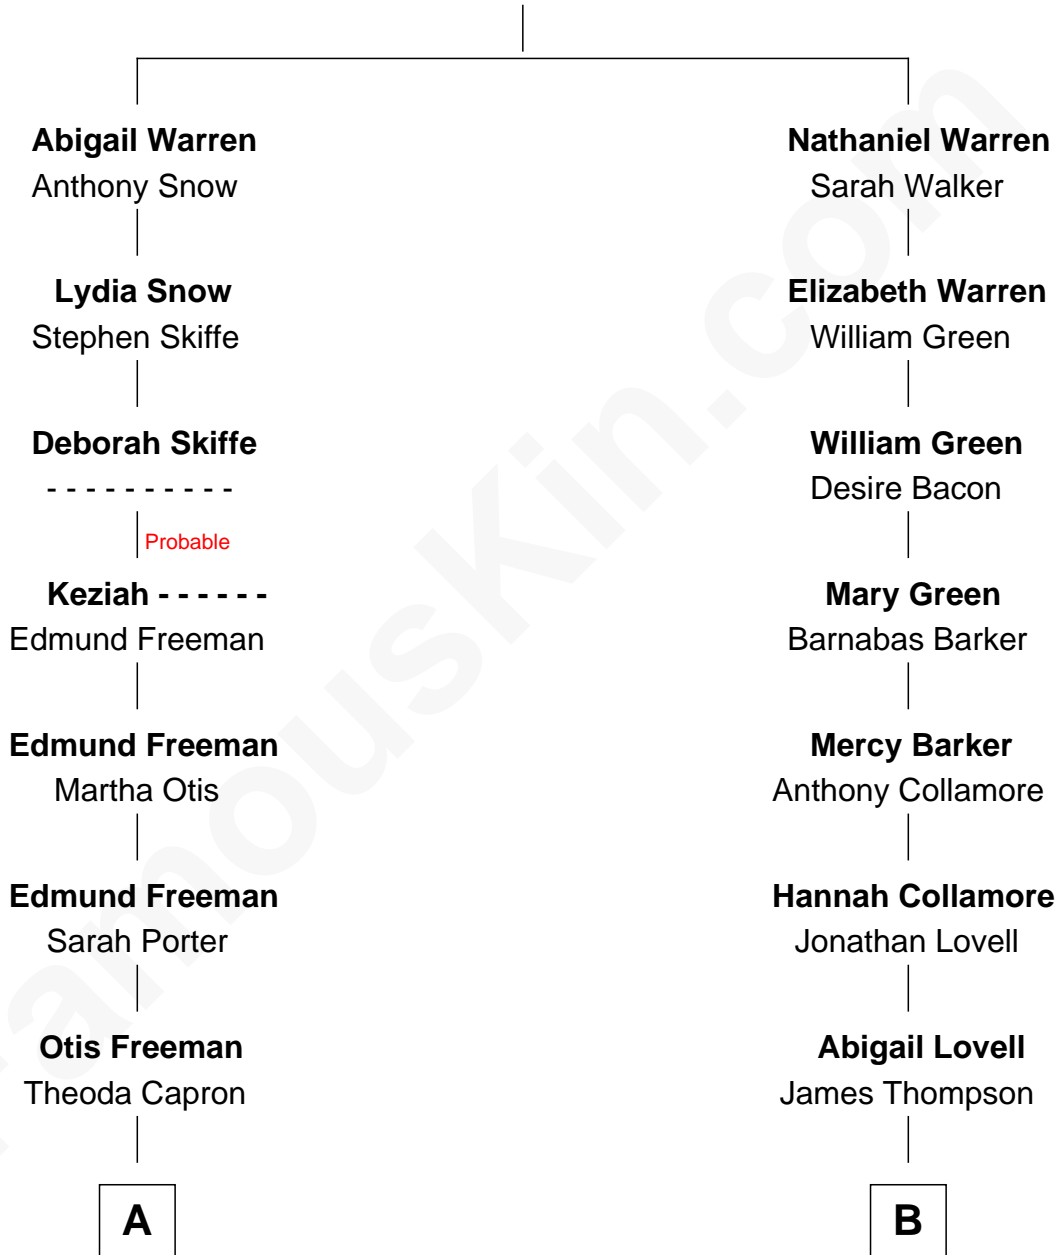 Abigail Warren
Anthony Snow
Nathaniel Warren
Sarah Walker
Lydia Snow
Stephen Skiffe
Elizabeth Warren
William Green
Deborah Skiffe
- - - - - - - - - -
William Green
Desire Bacon
Probable
Keziah - - - - - -
Edmund Freeman
Mary Green
Barnabas Barker
Edmund Freeman
Martha Otis
Mercy Barker
Anthony Collamore
Edmund Freeman
Sarah Porter
Hannah Collamore
Jonathan Lovell
Otis Freeman
Theoda Capron
Abigail Lovell
James Thompson
A
B
FamousKin.com